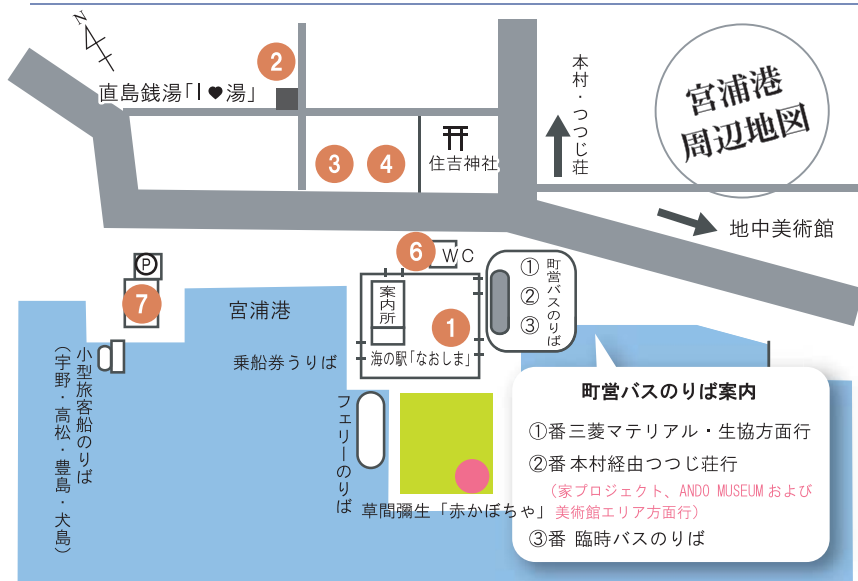 N
2
直島銭湯「I♥湯」
3
4
住吉神社
本村・つつじ荘
宮浦港
周辺地図
地中美術館
P
7
宮浦港
6
WC
案内所
1
海の駅「なおしま」
①
②
③
町営バスのりば
乗船券うりば
小型旅客船のりば
(宇野・高松・豊島・犬島)
フェリーのりば
草間彌生「赤かぼちゃ」
町営バスのりば案内
①番三菱マテリアル・生協方面行
②番 本村経由つつじ荘行
(家プロジェクト、ANDO MUSEUM および
美術館エリア方面行)
③番 臨時バスのりば